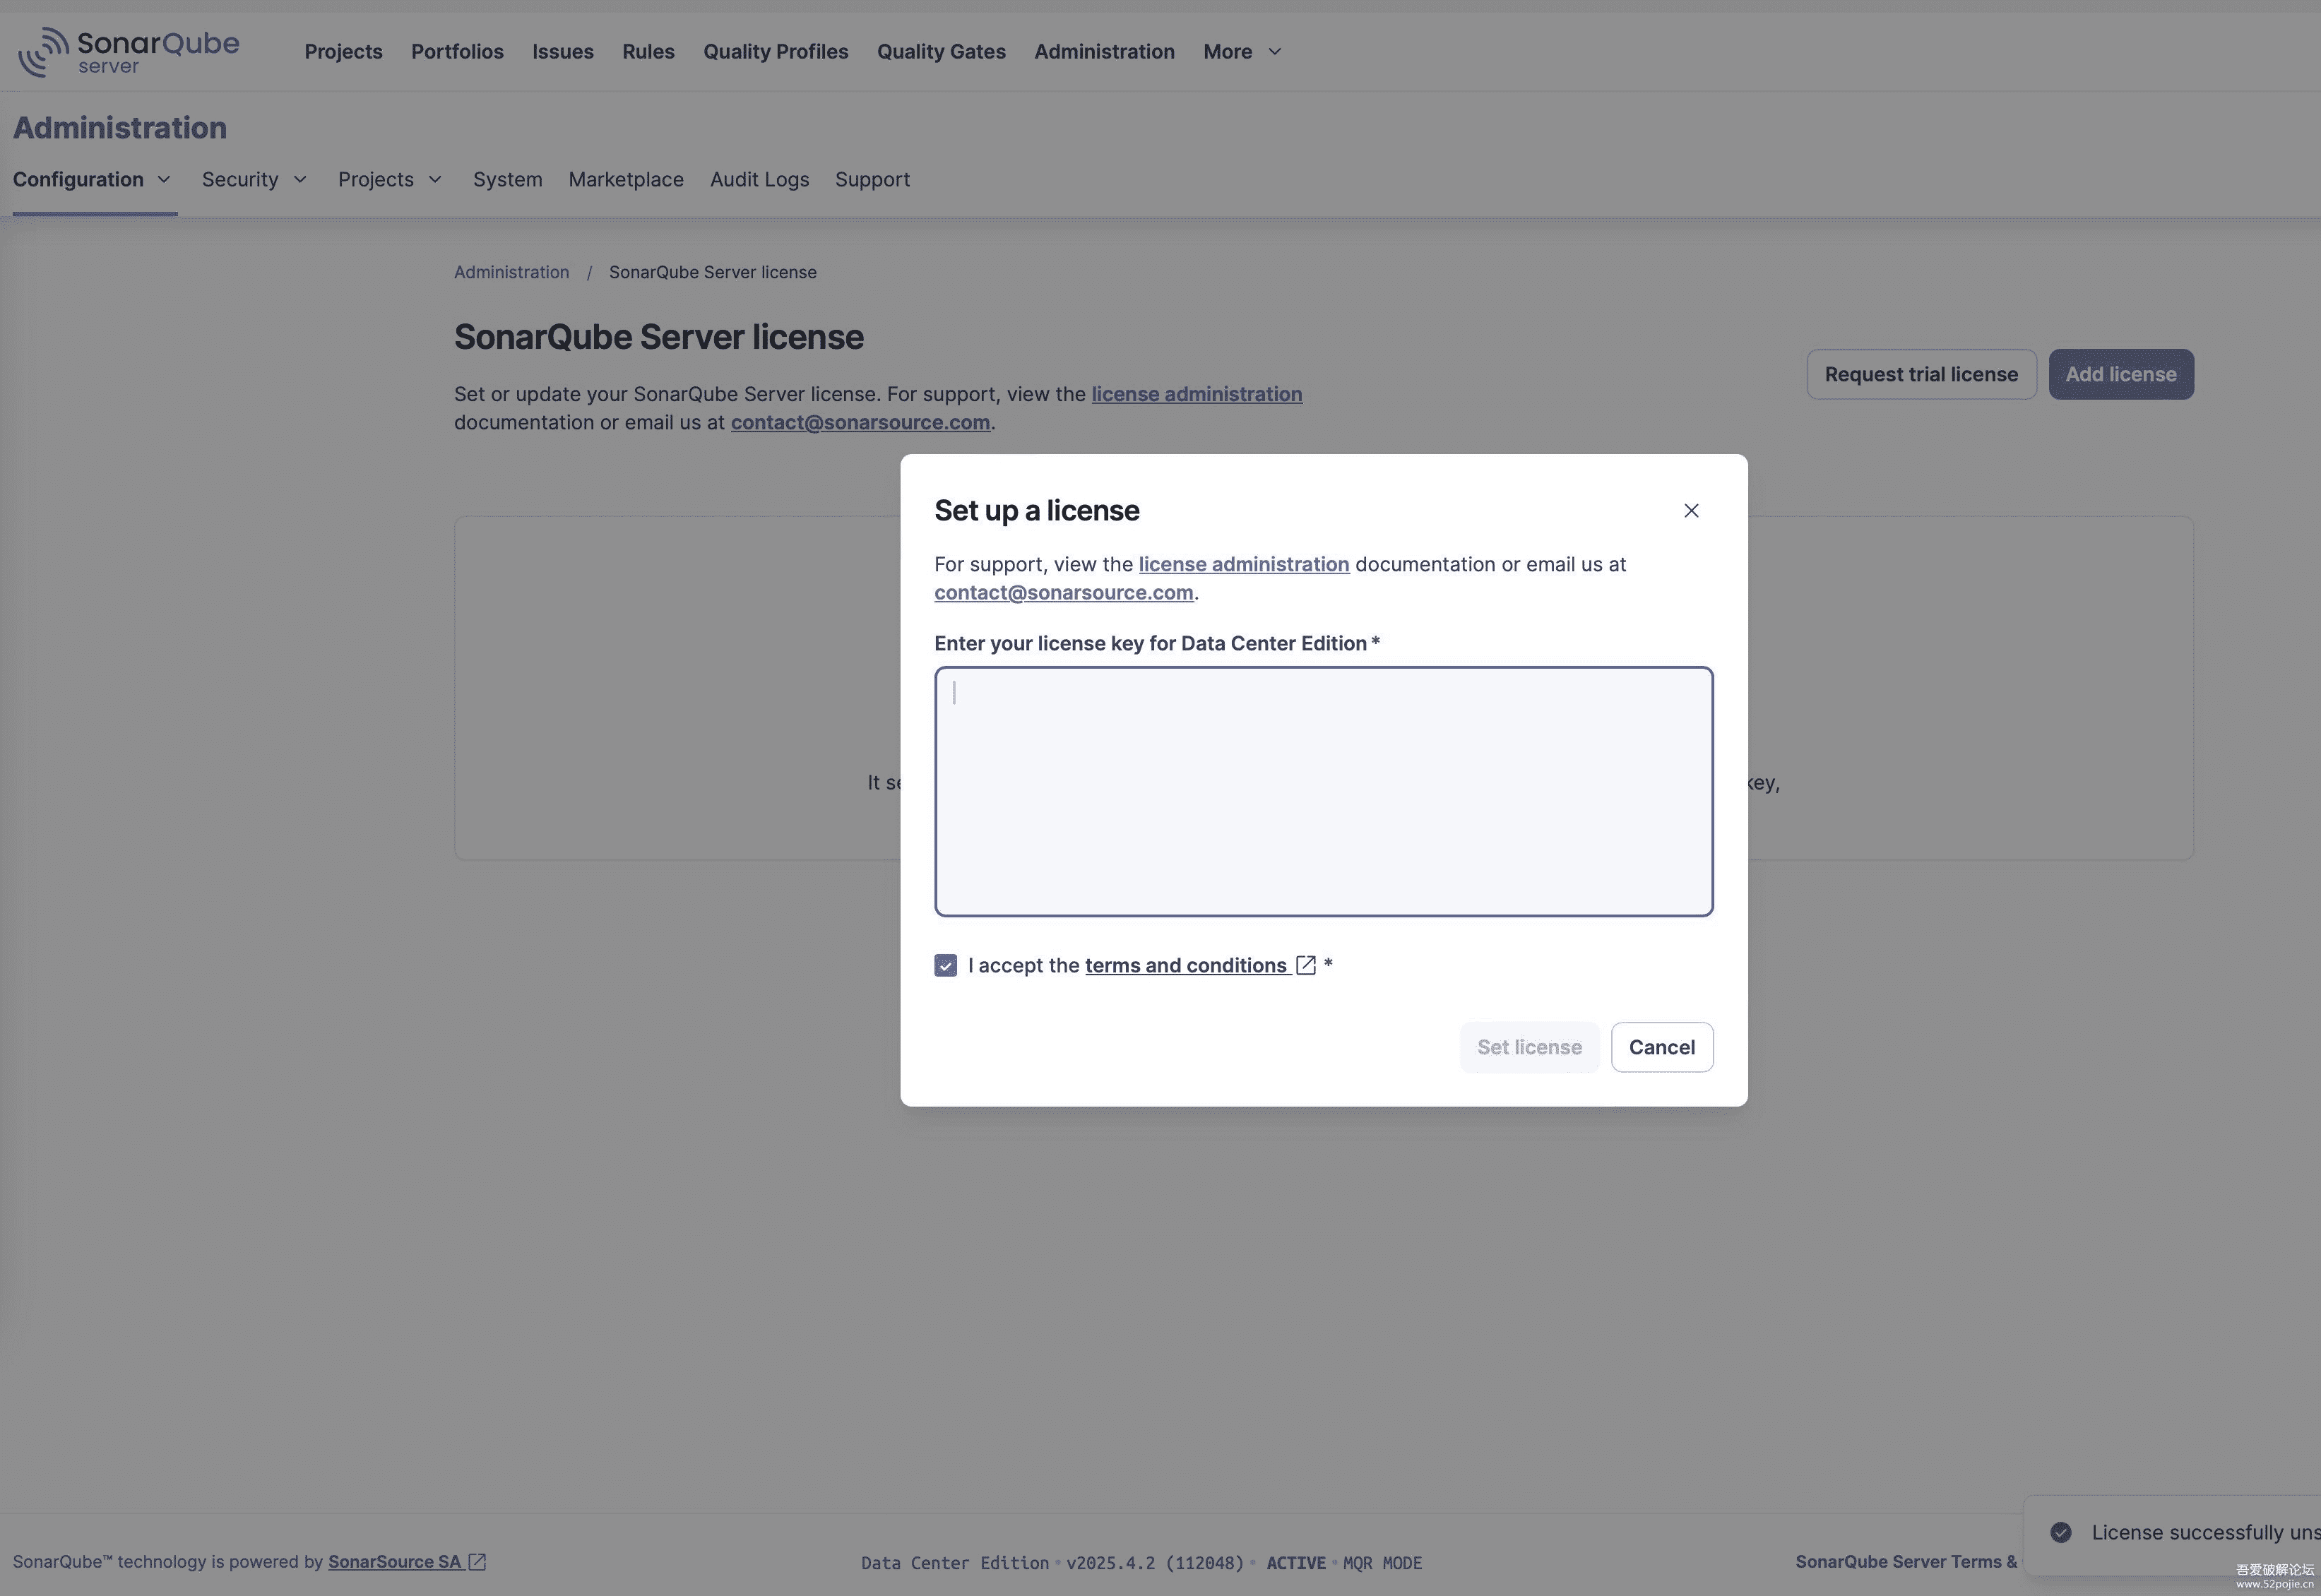 SonarQube server
Projects Portfolios Issues Rules Quality Profiles Quality Gates Administration More
Administration
Configuration Security Projects System Marketplace Audit Logs Support
Administration / SonarQube Server license
SonarQube Server license
Request trial license Add license
Set or update your SonarQube Server license. For support, view the license administration
documentation or email us at contact@sonarsource.com.
Set up a license
For support, view the license administration documentation or email us at
contact@sonarsource.com.
Enter your license key for Data Center Edition *
It
key,
I accept the terms and conditions *
Set license Cancel
License successfully
SonarQube™ technology is powered by SonarSource SA
Data Center Edition • v2025.4.2 (112048) • ACTIVE • MQR MODE
SonarQube Server Terms &
吾爱破解论坛
www.52pojie.cn